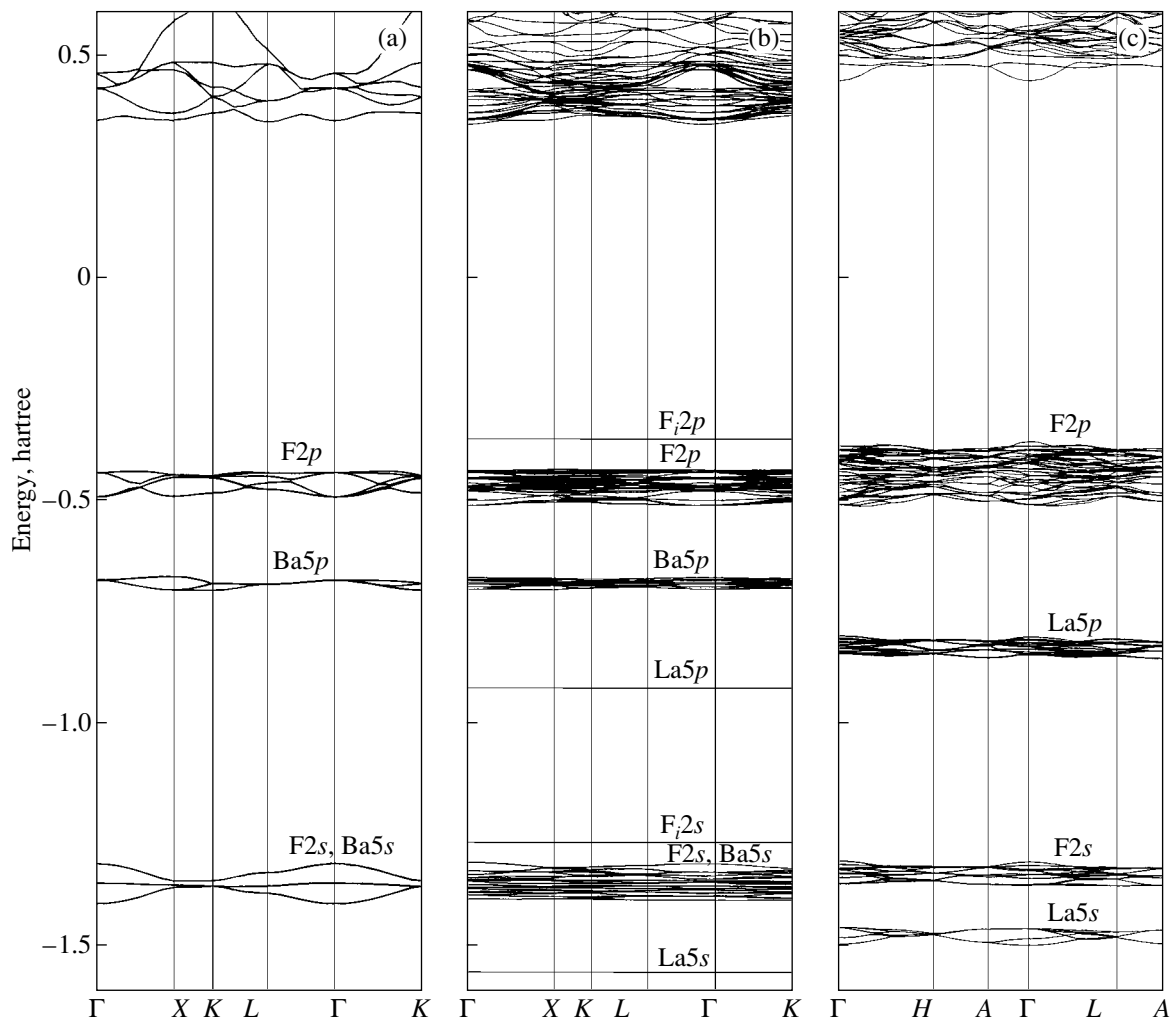 (a)
(b)
(c)
0.5
0
−0.5
−1.0
−1.5
Energy, hartree
F2p
Ba5p
F2s, Ba5s
Γ X K L Γ K
Fᵢ2p
F2p
Ba5p
La5p
Fᵢ2s
F2s, Ba5s
La5s
Γ X K L Γ K
F2p
La5p
F2s
La5s
Γ H A Γ L A